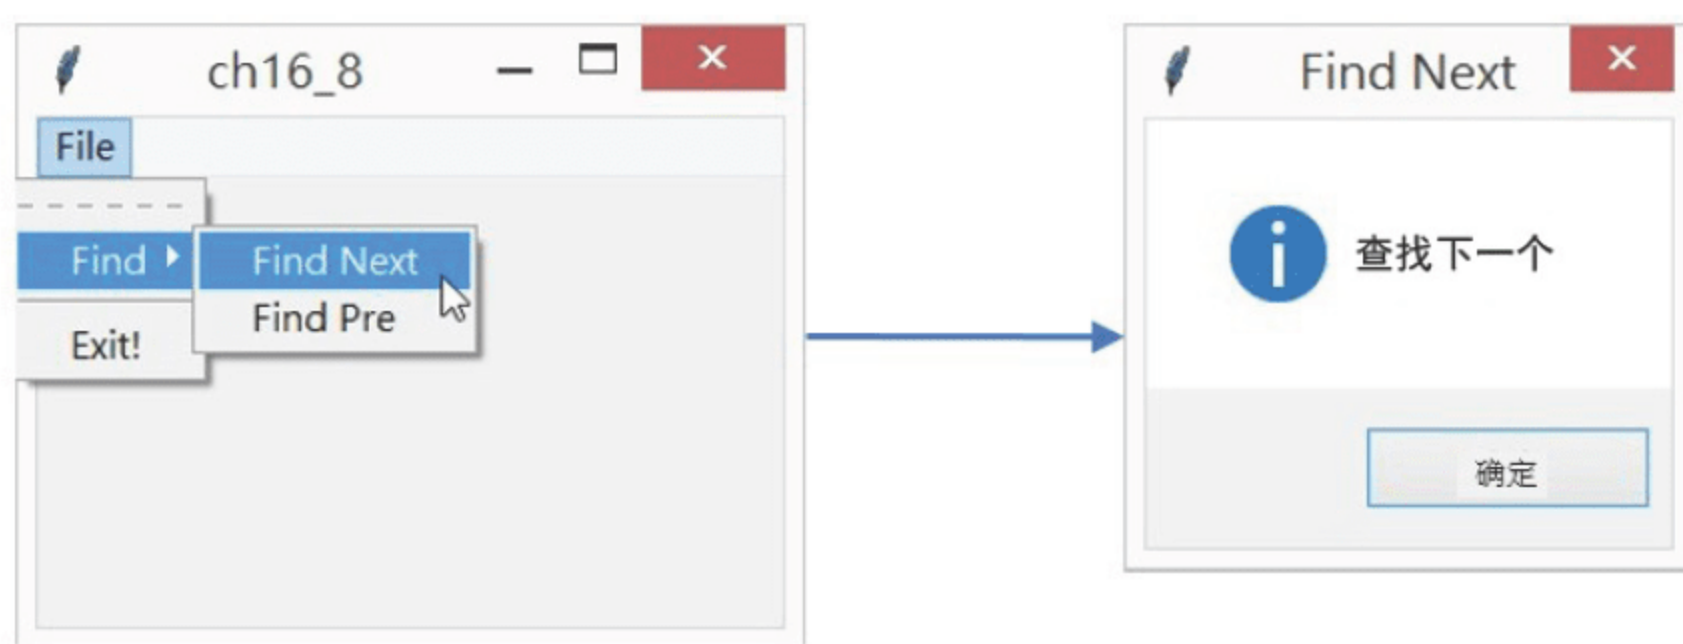 ch16_8
File
Find
Find Next
Find Pre
Exit!
Find Next
查找下一个
确定